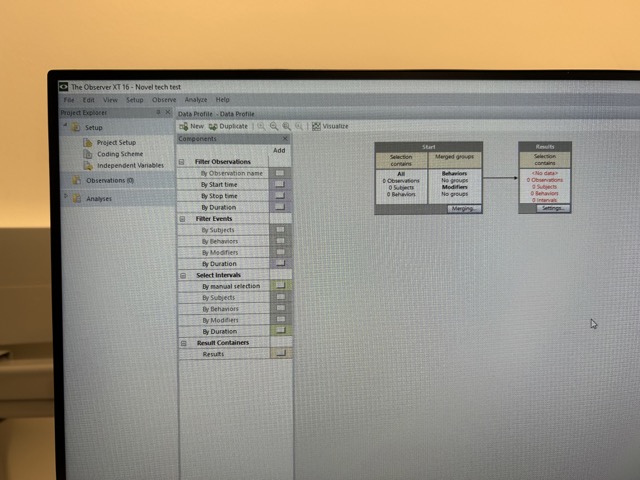 The Observer XT 16 - Novel tech test
File Edit View Setup Observe Analyze Help
Project Explorer
Setup
Project Setup
Coding Scheme
Independent Variables
Observations (0)
Analyses
Data Profile - Data Profile
New Duplicate Visualize
Components
Add
Filter Observations
By Observation name
By Start time
By Stop time
By Duration
Filter Events
By Subjects
By Behaviors
By Modifiers
By Duration
Select Intervals
By manual selection
By Subjects
By Behaviors
By Modifiers
By Duration
Result Containers
Results
Start
Selection contains
Merged groups
All
0 Observations
0 Subjects
0 Behaviors
Behaviors
No groups
Modifiers
No groups
Merging...
Results
Selection contains
<No data>
0 Observations
0 Subjects
0 Behaviors
0 Intervals
Settings...